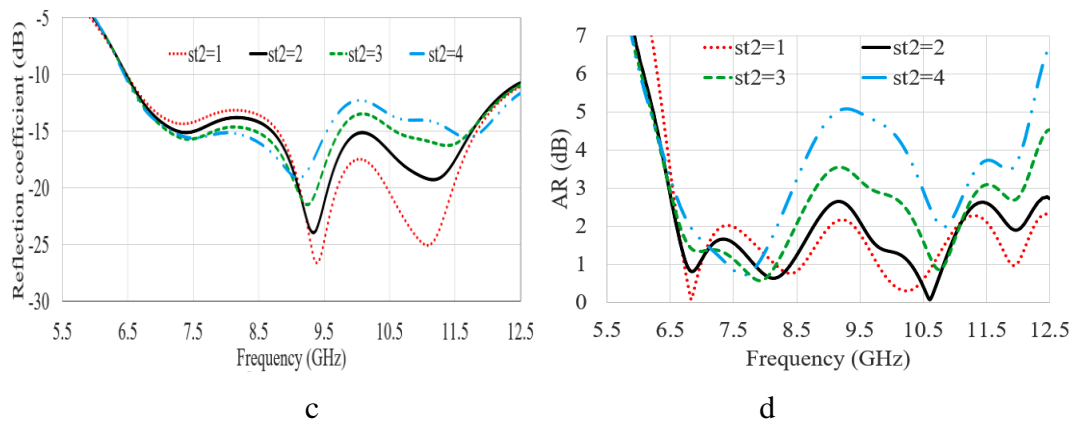 Reflection coefficient (dB)
-5
-10
-15
-20
-25
-30
st2=1 st2=2 st2=3 st2=4
5.5 6.5 7.5 8.5 9.5 10.5 11.5 12.5
Frequency (GHz)
c
AR (dB)
7
6
5
4
3
2
1
0
st2=1 st2=2
st2=3 st2=4
5.5 6.5 7.5 8.5 9.5 10.5 11.5 12.5
Frequency (GHz)
d